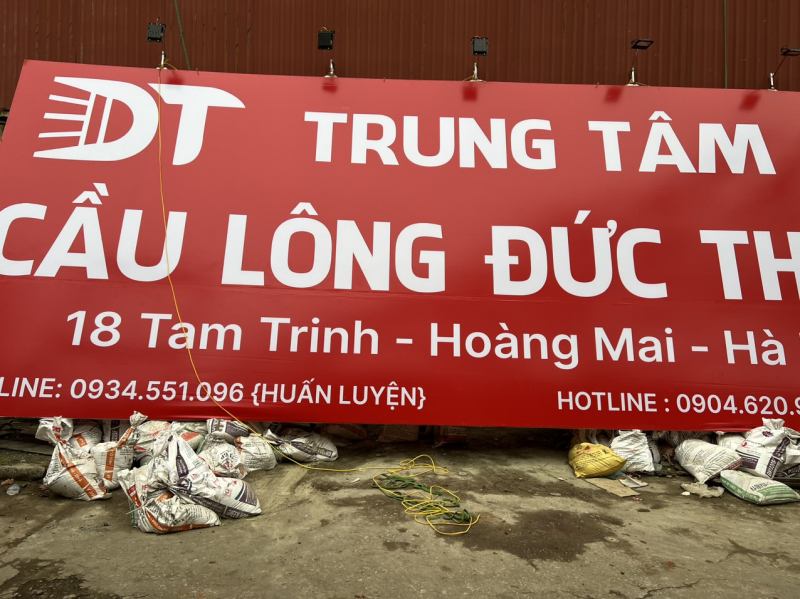 DT TRUNG TÂM
CẦU LÔNG ĐỨC TH
18 Tam Trinh - Hoàng Mai - Hà
LINE: 0934.551.096 {HUẤN LUYỆN}
HOTLINE : 0904.620.9